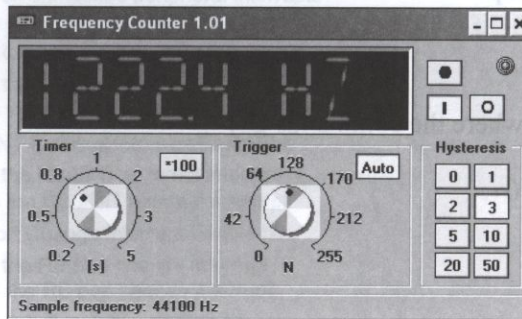 Frequency Counter 1.01
1222.4 HZ
Timer
0.2 0.5 0.8 1 2 3 5
[s]
*100
Trigger
0 42 64 128 170 212 255
N
Auto
Hysteresis
0 1
2 3
5 10
20 50
Sample frequency: 44100 Hz